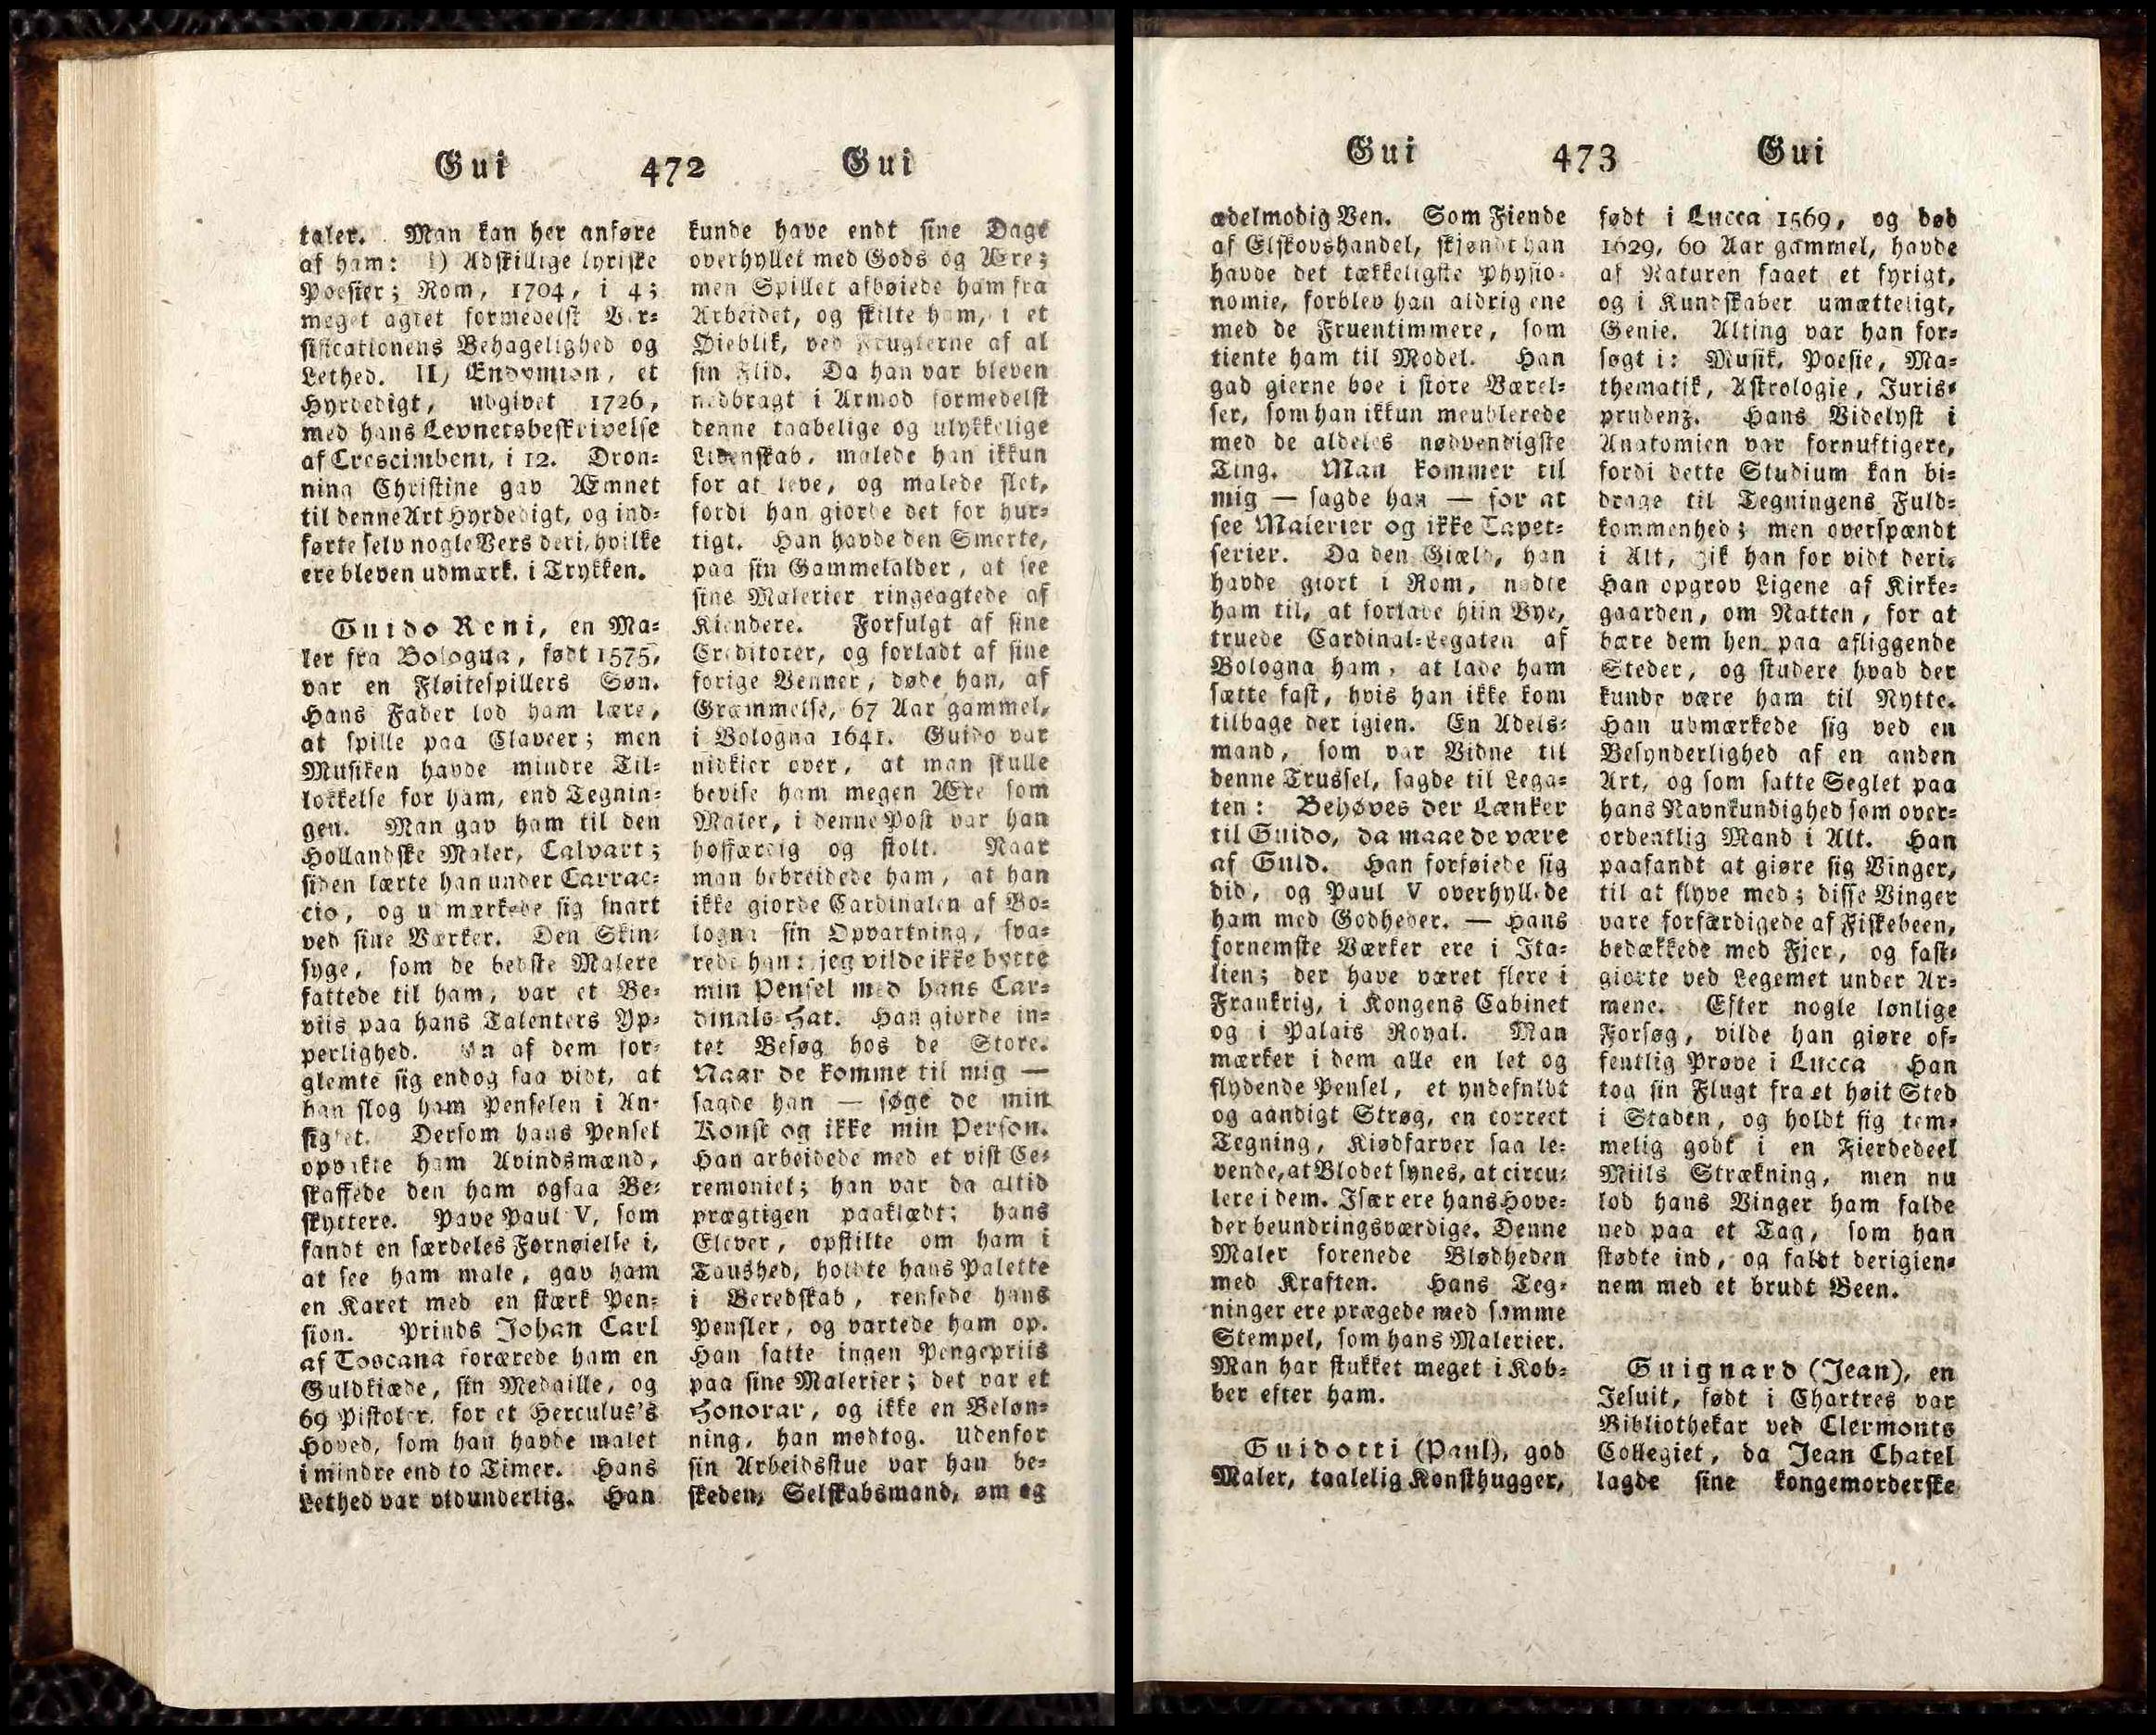 Gui 472 Gui
taler. Man kan her anføre
af ham: I) Adskillige lyriske
Poesier; Rom, 1704, i 4;
meget agtet formedelst Ver-
sificationens Behagelighed og
Lethed. II) Endymion, et
Hyrdedigt, udgivet 1726,
med hans Levnetsbeskrivelse
af Crescimbeni, i 12. Dron-
ning Christine gav Æmnet
til denne Art Hyrdedigt, og ind-
førte selv nogle Vers deri, hvilke
ere bleven udmærk. i Trykken.
Guido Reni, en Ma-
ler fra Bologna, født 1575,
var en Fløitespillers Søn.
Hans Fader lod ham lære,
at spille paa Claveer; men
Musiken havde mindre Til-
lokkelse for ham, end Tegnin-
gen. Man gav ham til den
Hollandske Maler, Calvart;
siden lærte han under Carrac-
cio, og udmærkede sig snart
ved sine Værker. Den Skin-
syge, som de bedste Malere
fattede til ham, var et Be-
viis paa hans Talenters Yp-
perlighed. En af dem for-
glemte sig endog saa vidt, at
han slog ham Penselen i An-
sigtet. Dersom hans Pensel
opvakte ham Avindsmænd,
skaffede den ham ogsaa Be-
skyttere. Pave Paul V, som
fandt en særdeles Fornøielse i,
at see ham male, gav ham
en Karet med en stærk Pen-
sion. Prinds Johan Carl
af Toscana forærede ham en
Guldkiæde, sin Medaille, og
69 Pistoler, for et Herculus's
Hoved, som han havde malet
i mindre end to Timer. Hans
Lethed var vidunderlig. Han
kunde have endt sine Dage
overhyllet med Gods og Ære;
men Spillet afbøiede ham fra
Arbeidet, og skilte ham, i et
Øieblik, ved Frugterne af al
sin Flid. Da han var bleven
nedbragt i Armod formedelst
denne taabelige og ulykkelige
Lidenskab, malede han ikkun
for at leve, og malede slet,
fordi han giorde det for hur-
tigt. Han havde den Smerte,
paa sin Gammelalder, at see
sine Malerier ringeagtede af
Kiendere. Forfulgt af sine
Creditorer, og forladt af sine
forige Venner, døde han, af
Græmmelse, 67 Aar gammel,
i Bologna 1641. Guido var
nidkier over, at man skulle
bevise ham megen Ære som
Maler, i denne Post var han
hoffærdig og stolt. Naar
man bebreidede ham, at han
ikke giorde Cardinalen af Bo-
logna sin Opvartning, sva-
rede han: jeg vilde ikke bytte
min Pensel med hans Car-
dinals-Hat. Han giorde in-
tet Besøg hos de Store.
Naar de komme til mig —
sagde han — søge de min
Konst og ikke min Person.
Han arbeidede med et vist Ce-
remoniel; han var da altid
prægtigen paaklædt; hans
Elever, opstilte om ham i
Taushed, holdte hans Palette
i Beredskab, rensede hans
Pensler, og vartede ham op.
Han satte ingen Pengepriis
paa sine Malerier; det var et
Honorar, og ikke en Beløn-
ning, han modtog. Udenfor
sin Arbeidsstue var han be-
skeden, Selskabsmand, øm og
Gui 473 Gui
ædelmodig Ven. Som Fiende
af Elskovshandel, skjøndt han
havde det tækkeligste Physio-
nomie, forblev han aldrig ene
med de Fruentimmere, som
tiente ham til Model. Han
gad gierne boe i store Værel-
ser, som han ikkun meublerede
med de aldeles nødvendigste
Ting. Man kommer til
mig — sagde han — for at
see Malerier og ikke Tapet-
serier. Da den Giæld, han
havde giort i Rom, nødte
ham til, at forlade hiin Bye,
truede Cardinal-Legaten af
Bologna ham, at lade ham
sætte fast, hvis han ikke kom
tilbage der igien. En Adels-
mand, som var Vidne til
denne Trussel, sagde til Lega-
ten: Behøves der Lænker
til Guido, da maae de være
af Guld. Han forføiede sig
did, og Paul V overhyllede
ham med Godheder. — Hans
fornemste Værker ere i Ita-
lien; der have været flere i
Frankrig, i Kongens Cabinet
og i Palais Royal. Man
mærker i dem alle en let og
flydende Pensel, et yndefuldt
og aandigt Strøg, en correct
Tegning, Kiødfarver saa le-
vende, at Blodet synes, at circu-
lere i dem. Især ere hans Hove-
der beundringsværdige. Denne
Maler forenede Blødheden
med Kraften. Hans Teg-
ninger ere prægede med samme
Stempel, som hans Malerier.
Man har stukket meget i Kob-
ber efter ham.
Guidotti (Paul), god
Maler, taalelig Konsthugger,
født i Lucca 1569, og død
1629, 60 Aar gammel, havde
af Naturen faaet et fyrigt,
og i Kundskaber umætteligt,
Genie. Alting var han for-
søgt i: Musik, Poesie, Ma-
thematik, Astrologie, Juris-
prudenz. Hans Videlyst i
Anatomien var fornuftigere,
fordi dette Studium kan bi-
drage til Tegningens Fuld-
kommenhed; men overspændt
i Alt, gik han for vidt deri.
Han opgrov Ligene af Kirke-
gaarden, om Natten, for at
bære dem hen paa afliggende
Steder, og studere hvad der
kunde være ham til Nytte.
Han udmærkede sig ved en
Besynderlighed af en anden
Art, og som satte Seglet paa
hans Navnkundighed som over-
ordentlig Mand i Alt. Han
paafandt at giøre sig Vinger,
til at flyve med; disse Vinger
vare forfærdigede af Fiskebeen,
bedækkede med Fier, og fast-
giorte ved Legemet under Ar-
mene. Efter nogle lønlige
Forsøg, vilde han giøre of-
fentlig Prøve i Lucca Han
tog sin Flugt fra et høit Sted
i Staden, og holdt sig tem-
melig godt i en Fierdedeel
Miils Strækning, men nu
lod hans Vinger ham falde
ned paa et Tag, som han
stødte ind, og faldt derigien-
nem med et brudt Been.
Guignard (Jean), en
Jesuit, født i Chartres var
Bibliothekar ved Clermonts
Collegiet, da Jean Chatel
lagde sine kongemorderske